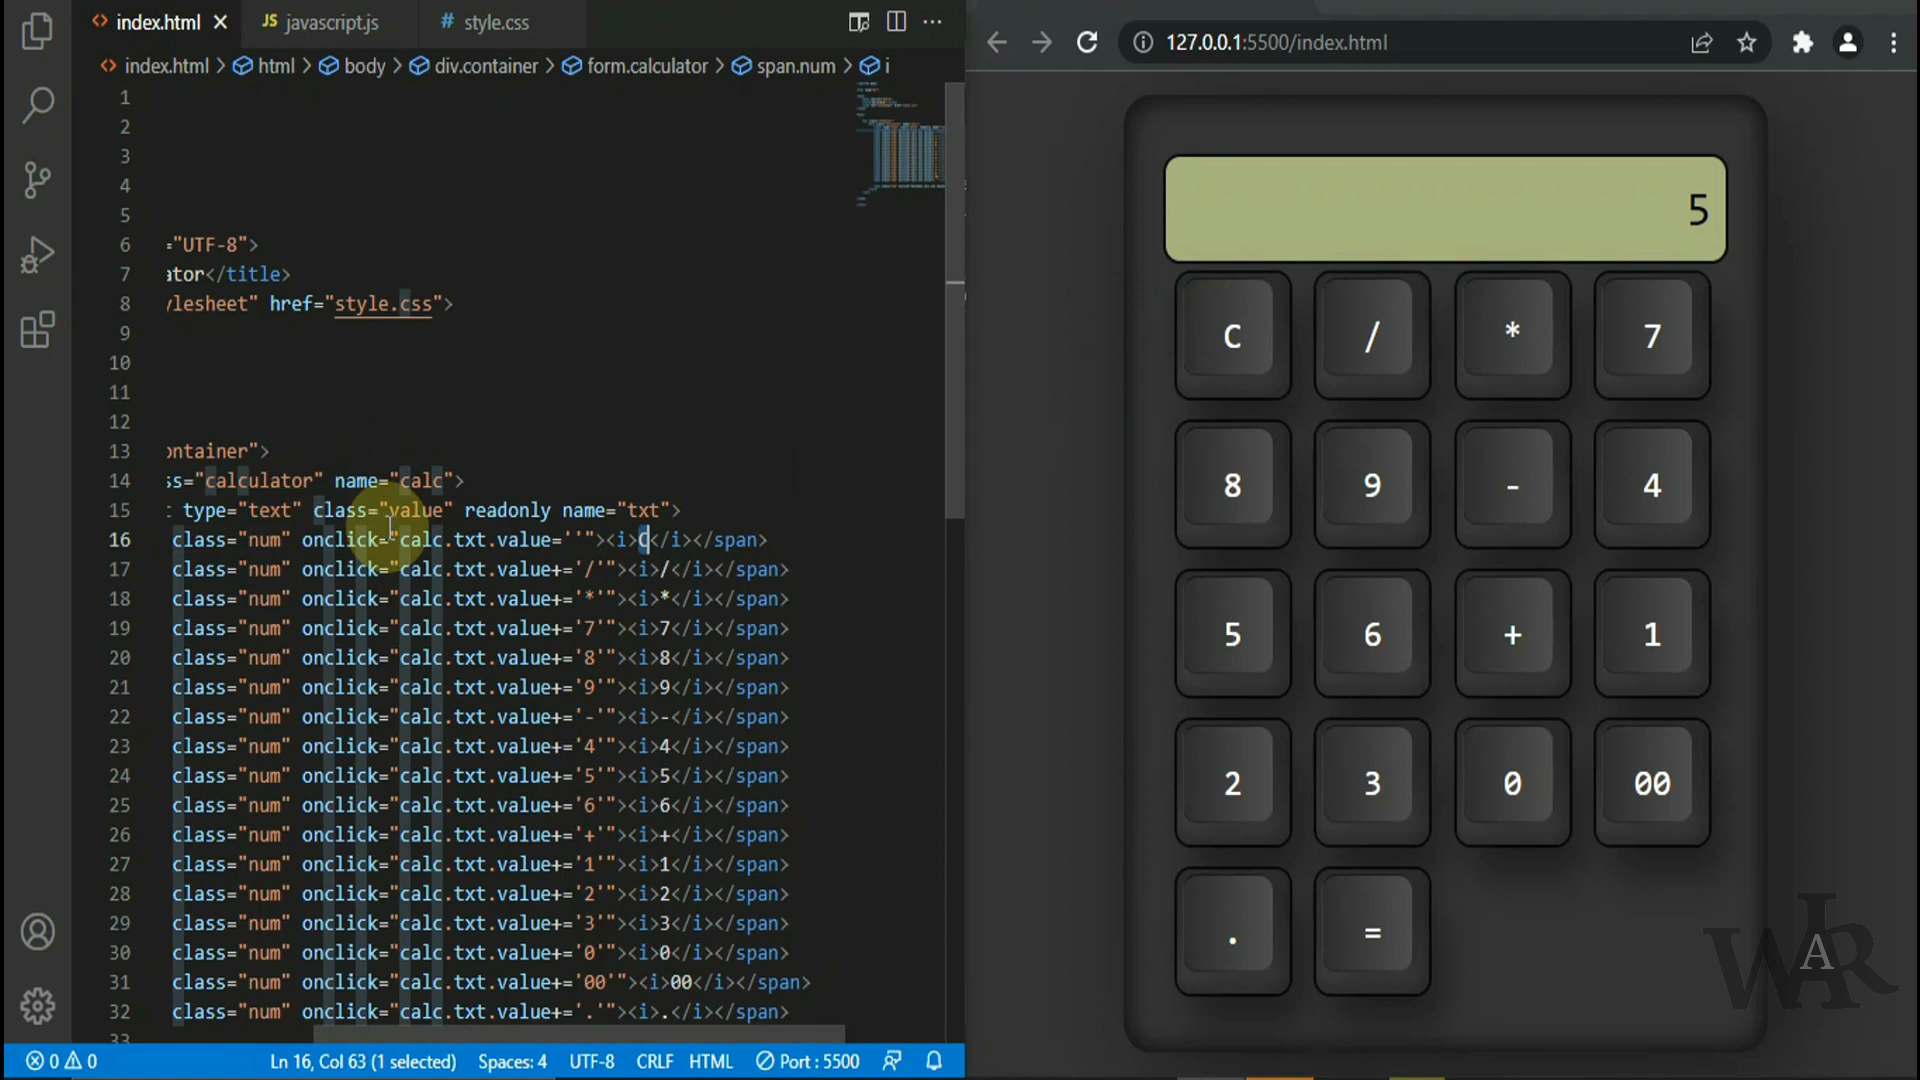 index.html
JS javascript.js
# style.css
index.html > html > body > div.container > form.calculator > span.num > i
1
2
3
4
5
6 ="UTF-8">
7 ator</title>
8 ylesheet" href="style.css">
9
10
11
12
13 ontainer">
14 ss="calculator" name="calc">
15 type="text" class="value" readonly name="txt">
16 class="num" onclick="calc.txt.value=''"><i>C</i></span>
17 class="num" onclick="calc.txt.value+='/'"><i>/</i></span>
18 class="num" onclick="calc.txt.value+='*'"><i>*</i></span>
19 class="num" onclick="calc.txt.value+='7'"><i>7</i></span>
20 class="num" onclick="calc.txt.value+='8'"><i>8</i></span>
21 class="num" onclick="calc.txt.value+='9'"><i>9</i></span>
22 class="num" onclick="calc.txt.value+='-'"><i>-</i></span>
23 class="num" onclick="calc.txt.value+='4'"><i>4</i></span>
24 class="num" onclick="calc.txt.value+='5'"><i>5</i></span>
25 class="num" onclick="calc.txt.value+='6'"><i>6</i></span>
26 class="num" onclick="calc.txt.value+='+'"><i>+</i></span>
27 class="num" onclick="calc.txt.value+='1'"><i>1</i></span>
28 class="num" onclick="calc.txt.value+='2'"><i>2</i></span>
29 class="num" onclick="calc.txt.value+='3'"><i>3</i></span>
30 class="num" onclick="calc.txt.value+='0'"><i>0</i></span>
31 class="num" onclick="calc.txt.value+='00'"><i>00</i></span>
32 class="num" onclick="calc.txt.value+='.'"><i>.</i></span>
33
0 0 Ln 16, Col 63 (1 selected) Spaces: 4 UTF-8 CRLF HTML Port : 5500
127.0.0.1:5500/index.html
5
C / * 7
8 9 - 4
5 6 + 1
2 3 0 00
. =